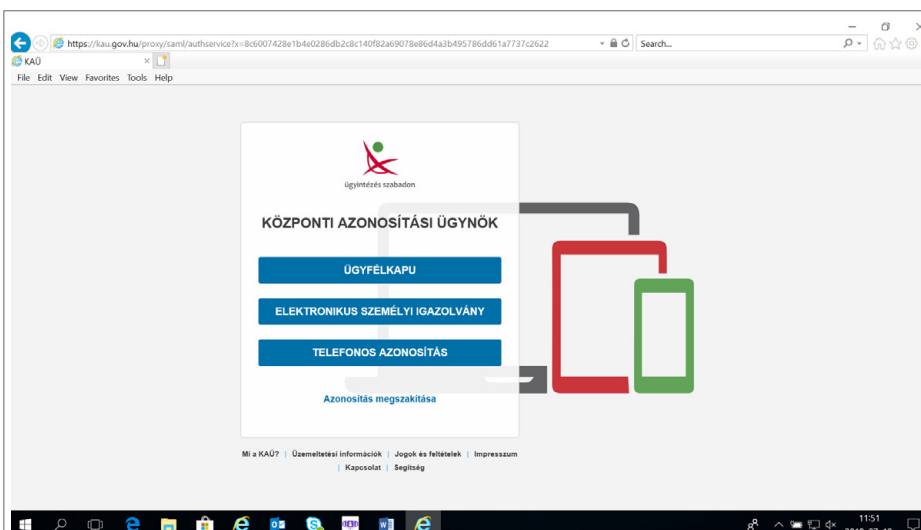 https://kau.gov.hu/proxy/saml/authservice?x=8c6007428e1b4e0286db2c8c140f82a69078e86d4a3b495786dd61a7737c2622
Search...
KAÜ
File Edit View Favorites Tools Help
ügyintézés szabadon
KÖZPONTI AZONOSÍTÁSI ÜGYNÖK
ÜGYFÉLKAPU
ELEKTRONIKUS SZEMÉLYI IGAZOLVÁNY
TELEFONOS AZONOSÍTÁS
Azonosítás megszakítása
Mi a KAÜ? | Üzemeltetési információk | Jogok és feltételek | Impresszum
| Kapcsolat | Segítség
11:51